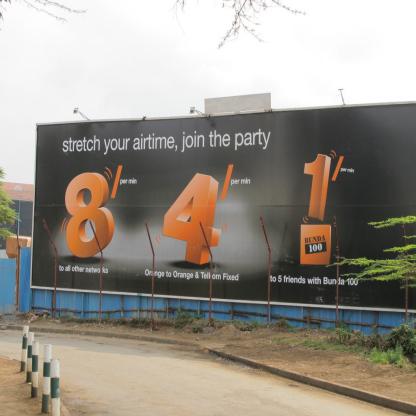 stretch your airtime, join the party
8/ per min
4/ per min
1/ per min
BUNDA
100
to all other networks
Orange to Orange & Telkom Fixed
to 5 friends with Bunda 100